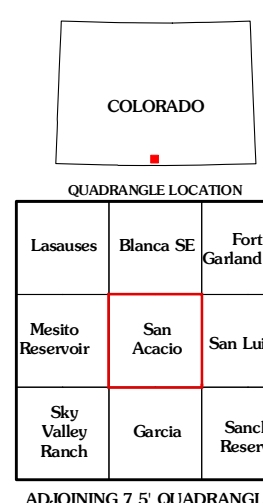 COLORADO
QUADRANGLE LOCATION
Lasauses
Blanca SE
Fort
Garland
Mesito
Reservoir
San
Acacio
San Lui
Sky
Valley
Ranch
Garcia
Sanc
Reser
ADJOINING 7.5' QUADRANGL